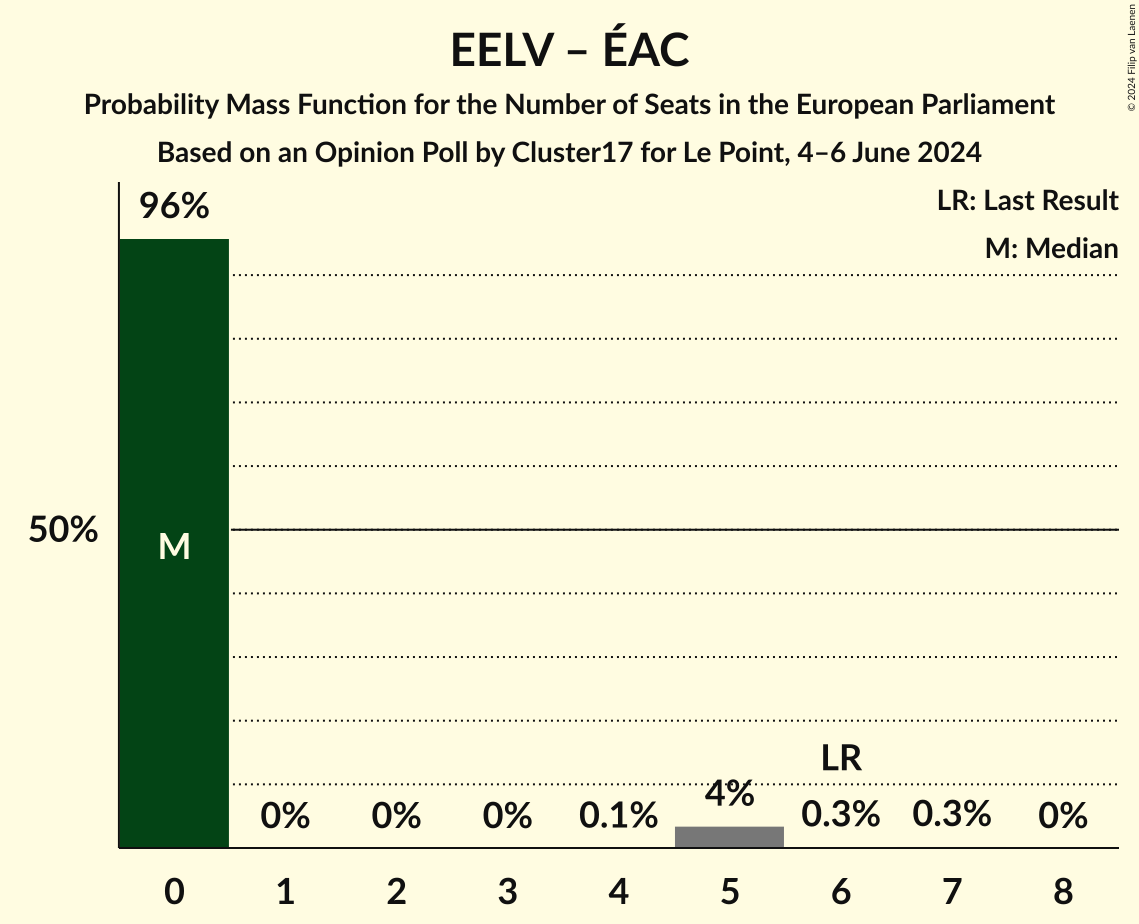 EELV – ÉAC
Probability Mass Function for the Number of Seats in the European Parliament
Based on an Opinion Poll by Cluster17 for Le Point, 4–6 June 2024
© 2024 Filip van Laenen
LR: Last Result
M: Median
96%
50%
M
LR
0% 0% 0% 0.1% 4% 0.3% 0.3% 0%
0 1 2 3 4 5 6 7 8